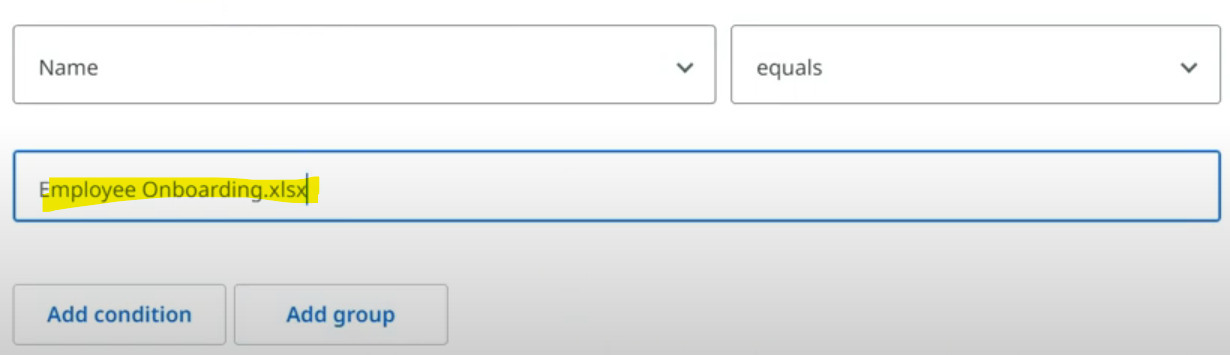 Name
equals
Employee Onboarding.xlsx
Add condition
Add group